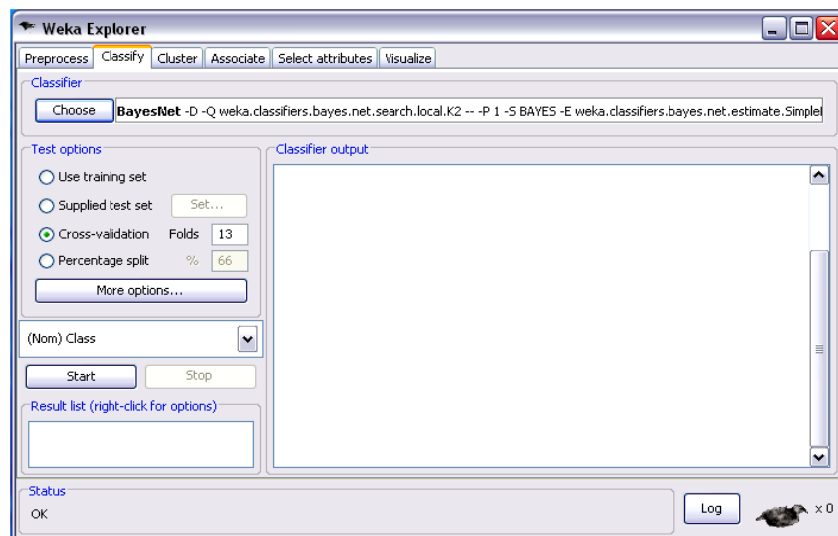 Weka Explorer
Preprocess Classify Cluster Associate Select attributes Visualize
Classifier
Choose BayesNet -D -Q weka.classifiers.bayes.net.search.local.K2 -- -P 1 -S BAYES -E weka.classifiers.bayes.net.estimate.Simple
Test options
Use training set
Supplied test set Set...
Cross-validation Folds 13
Percentage split % 66
More options...
(Nom) Class
Start Stop
Result list (right-click for options)
Classifier output
Status
OK
Log x 0